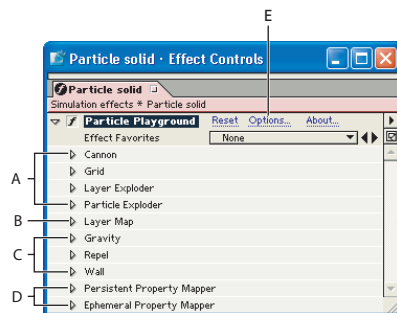 E
Particle solid · Effect Controls
Particle solid
Simulation effects * Particle solid
Particle Playground Reset Options... About...
Effect Favorites None
A
Cannon
Grid
Layer Exploder
Particle Exploder
B
Layer Map
C
Gravity
Repel
Wall
D
Persistent Property Mapper
Ephemeral Property Mapper